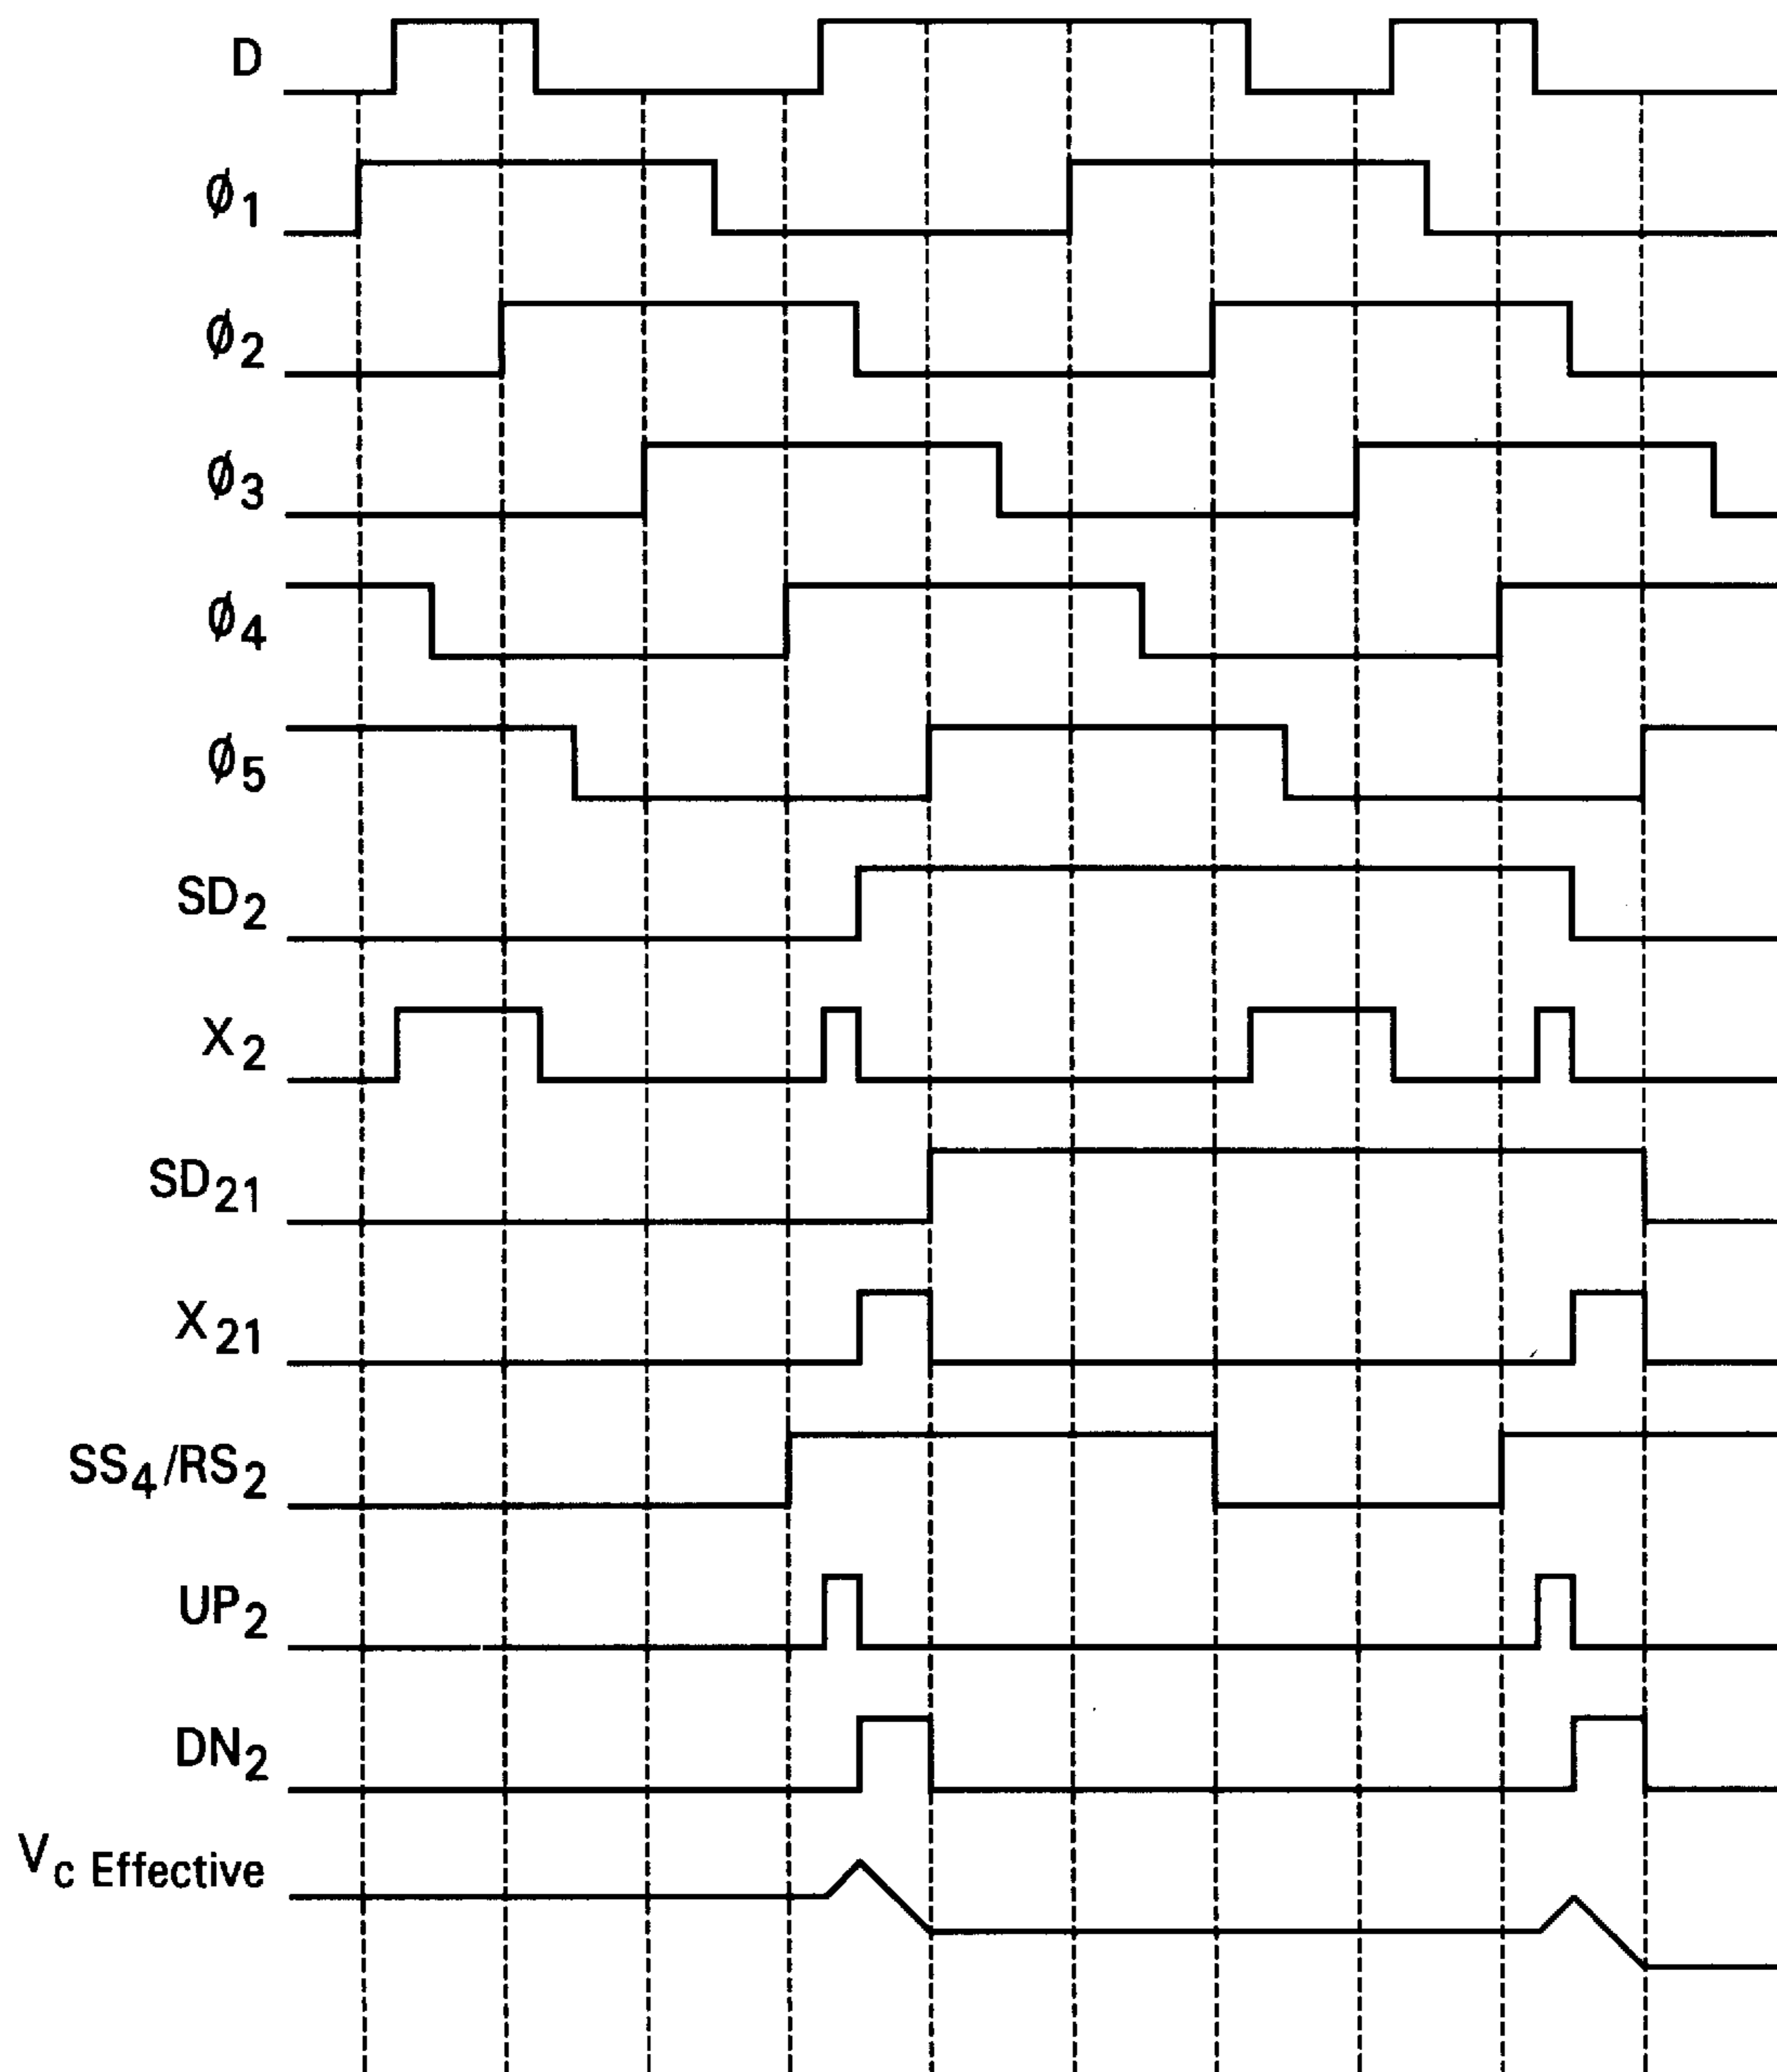 D
ø1
ø2
ø3
ø4
ø5
SD2
X2
SD21
X21
SS4/RS2
UP2
DN2
Vc Effective